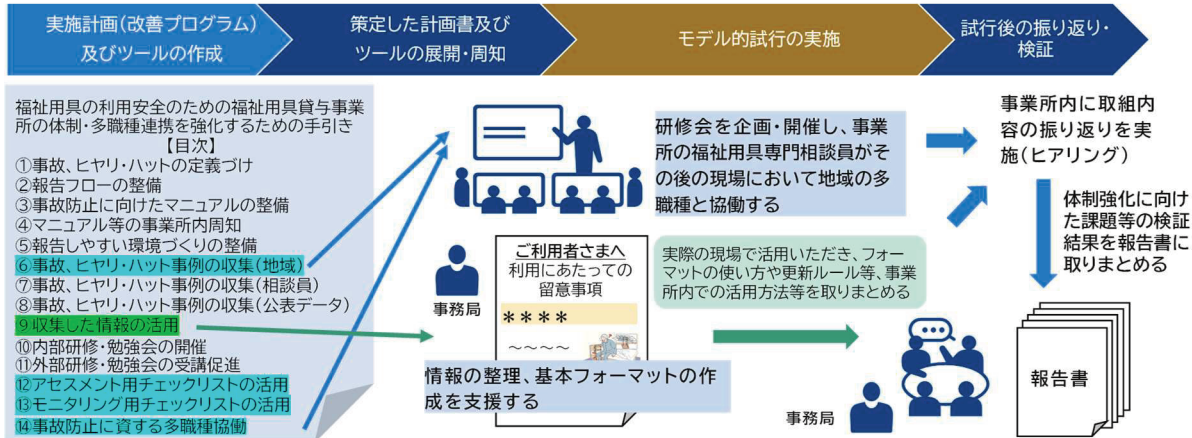 実施計画(改善プログラム)
及びツールの作成
策定した計画書及び
ツールの展開・周知
モデル的試行の実施
試行後の振り返り・
検証
福祉用具の利用安全のための福祉用具貸与事業
所の体制・多職種連携を強化するための手引き
【目次】
①事故、ヒヤリ・ハットの定義づけ
②報告フローの整備
③事故防止に向けたマニュアルの整備
④マニュアル等の事業所内周知
⑤報告しやすい環境づくりの整備
⑥事故、ヒヤリ・ハット事例の収集(地域)
⑦事故、ヒヤリ・ハット事例の収集(相談員)
⑧事故、ヒヤリ・ハット事例の収集(公表データ)
9収集した情報の活用
⑩内部研修・勉強会の開催
⑪外部研修・勉強会の受講促進
⑫アセスメント用チェックリストの活用
⑬モニタリング用チェックリストの活用
⑭事故防止に資する多職種協働
研修会を企画・開催し、事業
所の福祉用具専門相談員がそ
の後の現場において地域の多
職種と協働する
事務局
ご利用者さまへ
利用にあたっての
留意事項
＊＊＊＊
～～～～
情報の整理、基本フォーマットの作
成を支援する
実際の現場で活用いただき、フォー
マットの使い方や更新ルール等、事業
所内での活用方法等を取りまとめる
事務局
事業所内に取組内
容の振り返りを実
施(ヒアリング)
体制強化に向け
た課題等の検証
結果を報告書に
取りまとめる
報告書